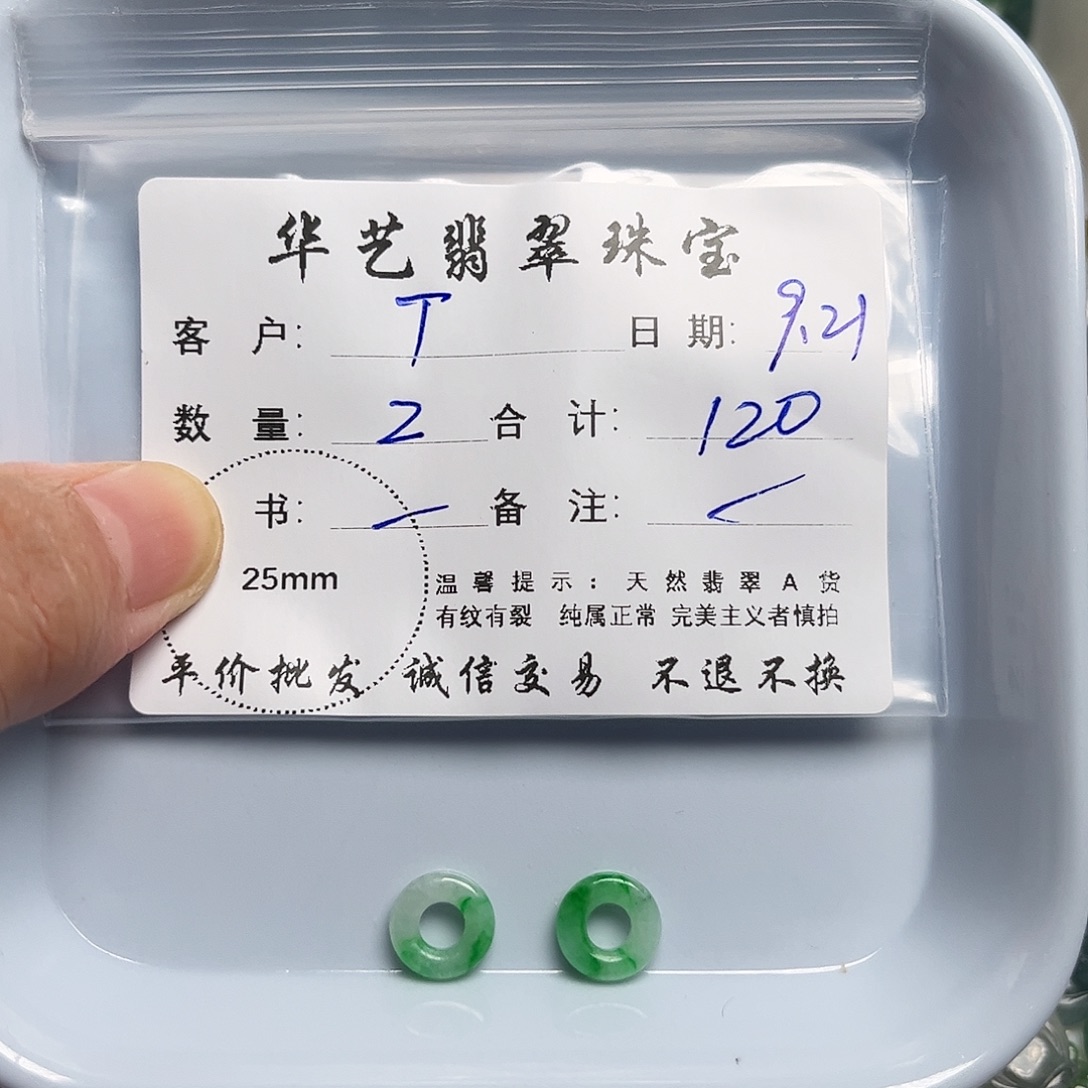 华艺翡翠珠宝
客 户: T 日 期: 9.21
数 量: 2 合 计: 120
书: 备 注:
25mm
温馨提示: 天然翡翠A货
有纹有裂 纯属正常 完美主义者慎拍
平价批发 诚信交易 不退不换